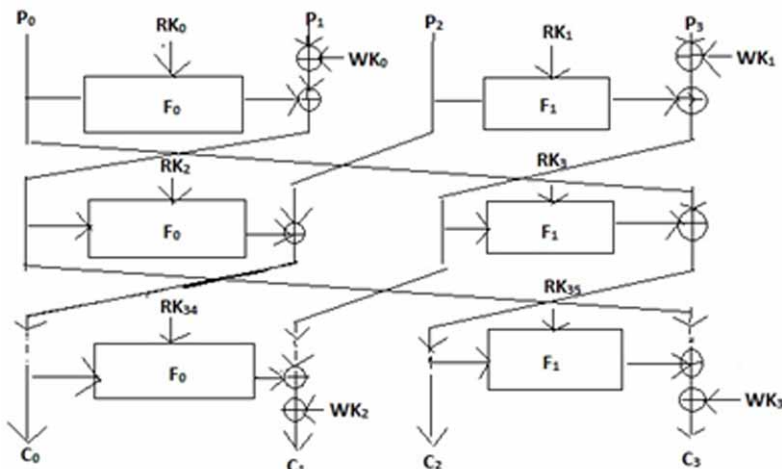 P₀ P₁ P₂ P₃
RK₀ RK₁
WK₀ WK₁
F₀ F₁
RK₂ RK₃
F₀ F₁
RK₃₄ RK₃₅
F₀ F₁
WK₂ WK₃
C₀ C₁ C₂ C₃